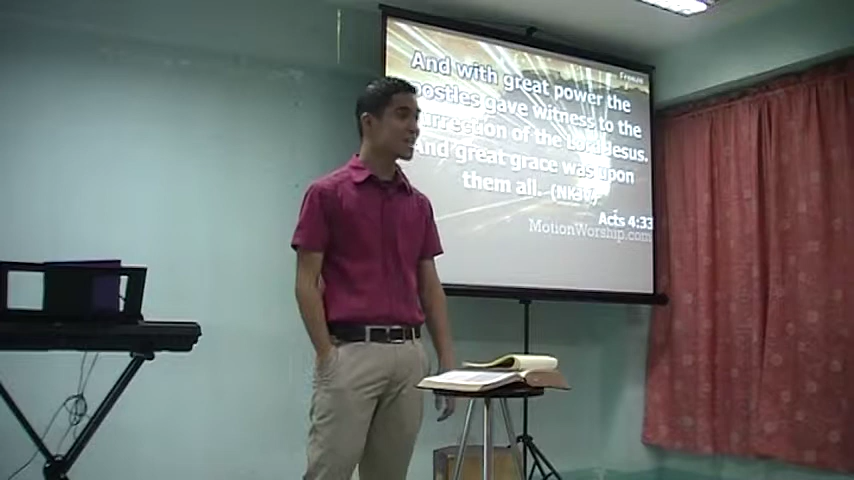 Freeze
And with great power the
postles gave witness to the
urrection of the Lord Jesus.
And great grace was upon
them all. (NKJV)
Acts 4:33
MotionWorship.com